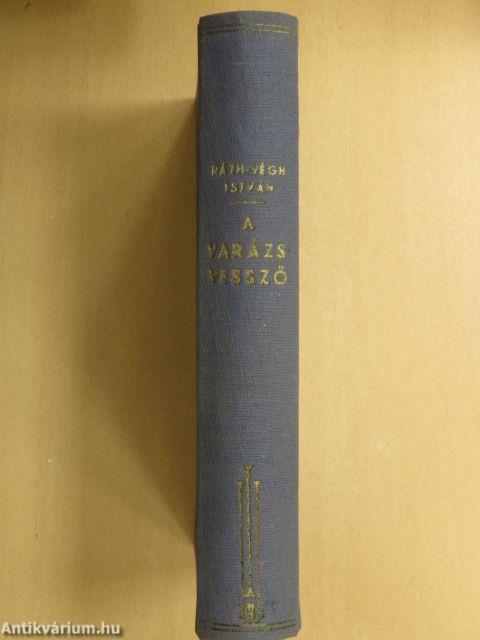 RÁTH-VÉGH
ISTVÁN
A
VARÁZS
VESSZŐ
Antikvárium.hu